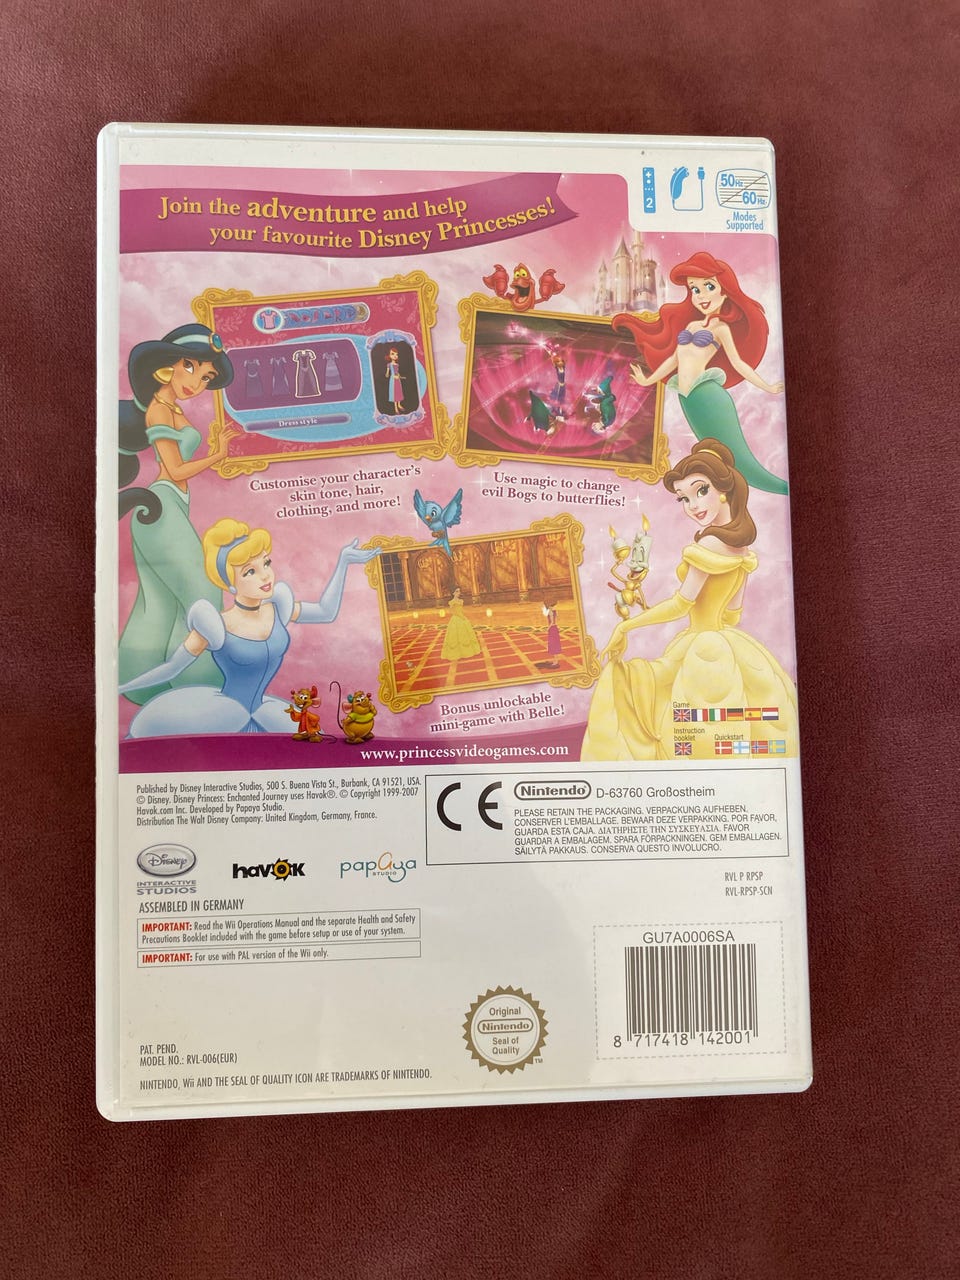 Join the adventure and help
your favourite Disney Princesses!
2
50Hz
60Hz
Modes
Supported
Dress style
Customise your character's
skin tone, hair,
clothing, and more!
Use magic to change
evil Bogs to butterflies!
Bonus unlockable
mini-game with Belle!
Game
Instruction
booklet
Quickstart
www.princessvideogames.com
Published by Disney Interactive Studios, 500 S. Buena Vista St., Burbank, CA 91521, USA.
© Disney. Disney Princess: Enchanted Journey uses Havok®. © Copyright 1999-2007
Havok.com Inc. Developed by Papaya Studio.
Distribution The Walt Disney Company: United Kingdom, Germany, France.
CE
Nintendo
D-63760 Großostheim
PLEASE RETAIN THE PACKAGING. VERPACKUNG AUFHEBEN.
CONSERVER L'EMBALLAGE. BEWAAR DEZE VERPAKKING. POR FAVOR,
GUARDA ESTA CAJA. ΔΙΑΤΗΡΗΣΤΕ ΤΗΝ ΣΥΣΚΕΥΑΣΙΑ. FAVOR
GUARDAR A EMBALAGEM. SPARA FÖRPACKNINGEN. GEM EMBALLAGEN.
SÄILYTÄ PAKKAUS. CONSERVA QUESTO INVOLUCRO.
Disney
INTERACTIVE
STUDIOS
havok
papaya
STUDIO
RVL P RPSP
RVL-RPSP-SCN
ASSEMBLED IN GERMANY
IMPORTANT: Read the Wii Operations Manual and the separate Health and Safety
Precautions Booklet included with the game before setup or use of your system.
IMPORTANT: For use with PAL version of the Wii only.
GU7A0006SA
8 717418 142001
Original
Nintendo
Seal of
Quality
TM
PAT. PEND.
MODEL NO.: RVL-006(EUR)
NINTENDO, Wii AND THE SEAL OF QUALITY ICON ARE TRADEMARKS OF NINTENDO.